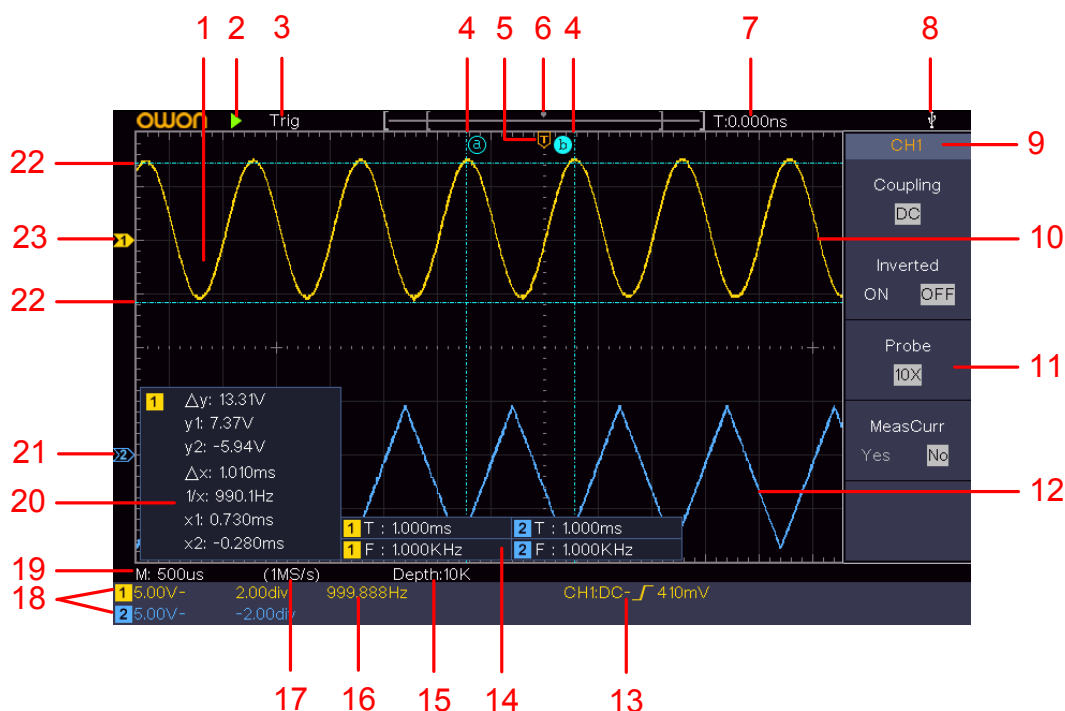 1 2 3 4 5 6 4 7 8
owon Trig T T:0.000ns
a T b
CH1 9
22
Coupling
DC
23 1 10
Inverted
ON OFF
22
Probe
10X 11
1 Δy: 13.31V
y1: 7.37V
y2: -5.94V
MeasCurr
Yes No
21 2
Δx: 1.010ms
20 1/x: 990.1Hz
12
x1: 0.730ms
x2: -0.280ms
1 T : 1.000ms 2 T : 1.000ms
1 F : 1.000KHz 2 F : 1.000KHz
19 M: 500us (1MS/s) Depth:10K
18 1 5.00V- 2.00div 999.888Hz CH1:DC- 410mV
2 5.00V- -2.00div
17 16 15 14 13